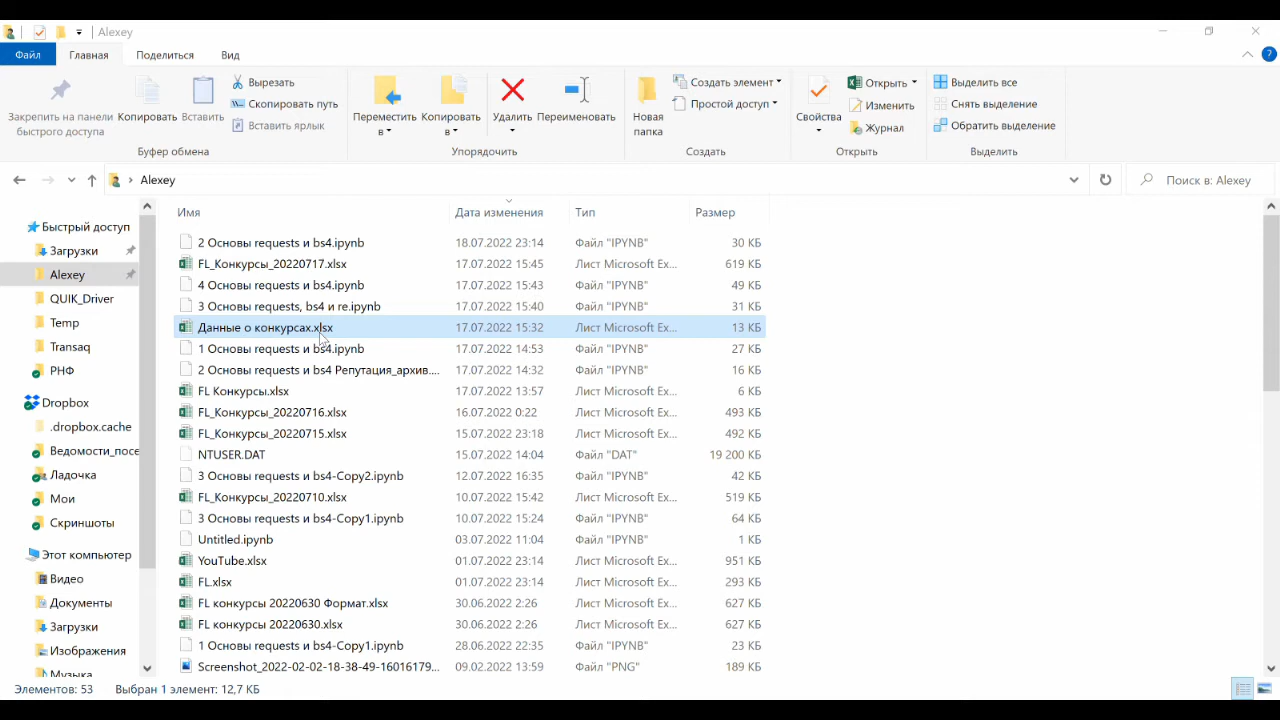 Alexey
Файл Главная Поделиться Вид
Закрепить на панели быстрого доступа
Копировать
Вставить
Вырезать
Скопировать путь
Вставить ярлык
Буфер обмена
Переместить в
Копировать в
Удалить
Переименовать
Упорядочить
Новая папка
Создать элемент
Простой доступ
Создать
Свойства
Открыть
Изменить
Журнал
Открыть
Выделить все
Снять выделение
Обратить выделение
Выделить
Alexey
Поиск в: Alexey
Быстрый доступ
Загрузки
Alexey
QUIK_Driver
Temp
Transaq
РНФ
Dropbox
.dropbox.cache
Ведомости_посе
Ладочка
Мои
Скриншоты
Этот компьютер
Видео
Документы
Загрузки
Изображения
Музыка
Имя Дата изменения Тип Размер
2 Основы requests и bs4.ipynb 18.07.2022 23:14 Файл "IPYNB" 30 КБ
FL_Конкурсы_20220717.xlsx 17.07.2022 15:45 Лист Microsoft Ex... 619 КБ
4 Основы requests и bs4.ipynb 17.07.2022 15:43 Файл "IPYNB" 49 КБ
3 Основы requests, bs4 и re.ipynb 17.07.2022 15:40 Файл "IPYNB" 31 КБ
Данные о конкурсах.xlsx 17.07.2022 15:32 Лист Microsoft Ex... 13 КБ
1 Основы requests и bs4.ipynb 17.07.2022 14:53 Файл "IPYNB" 27 КБ
2 Основы requests и bs4 Репутация_архив.... 17.07.2022 14:32 Файл "IPYNB" 16 КБ
FL Конкурсы.xlsx 17.07.2022 13:57 Лист Microsoft Ex... 6 КБ
FL_Конкурсы_20220716.xlsx 16.07.2022 0:22 Лист Microsoft Ex... 493 КБ
FL_Конкурсы_20220715.xlsx 15.07.2022 23:18 Лист Microsoft Ex... 492 КБ
NTUSER.DAT 15.07.2022 14:04 Файл "DAT" 19 200 КБ
3 Основы requests и bs4-Copy2.ipynb 12.07.2022 16:35 Файл "IPYNB" 42 КБ
FL_Конкурсы_20220710.xlsx 10.07.2022 15:42 Лист Microsoft Ex... 519 КБ
3 Основы requests и bs4-Copy1.ipynb 10.07.2022 15:24 Файл "IPYNB" 64 КБ
Untitled.ipynb 03.07.2022 11:04 Файл "IPYNB" 1 КБ
YouTube.xlsx 01.07.2022 23:14 Лист Microsoft Ex... 951 КБ
FL.xlsx 01.07.2022 23:14 Лист Microsoft Ex... 293 КБ
FL конкурсы 20220630 Формат.xlsx 30.06.2022 2:26 Лист Microsoft Ex... 627 КБ
FL конкурсы 20220630.xlsx 30.06.2022 2:26 Лист Microsoft Ex... 627 КБ
1 Основы requests и bs4-Copy1.ipynb 28.06.2022 22:35 Файл "IPYNB" 23 КБ
Screenshot_2022-02-02-18-38-49-16016179... 09.02.2022 13:59 Файл "PNG" 189 КБ
Элементов: 53 Выбран 1 элемент: 12,7 КБ